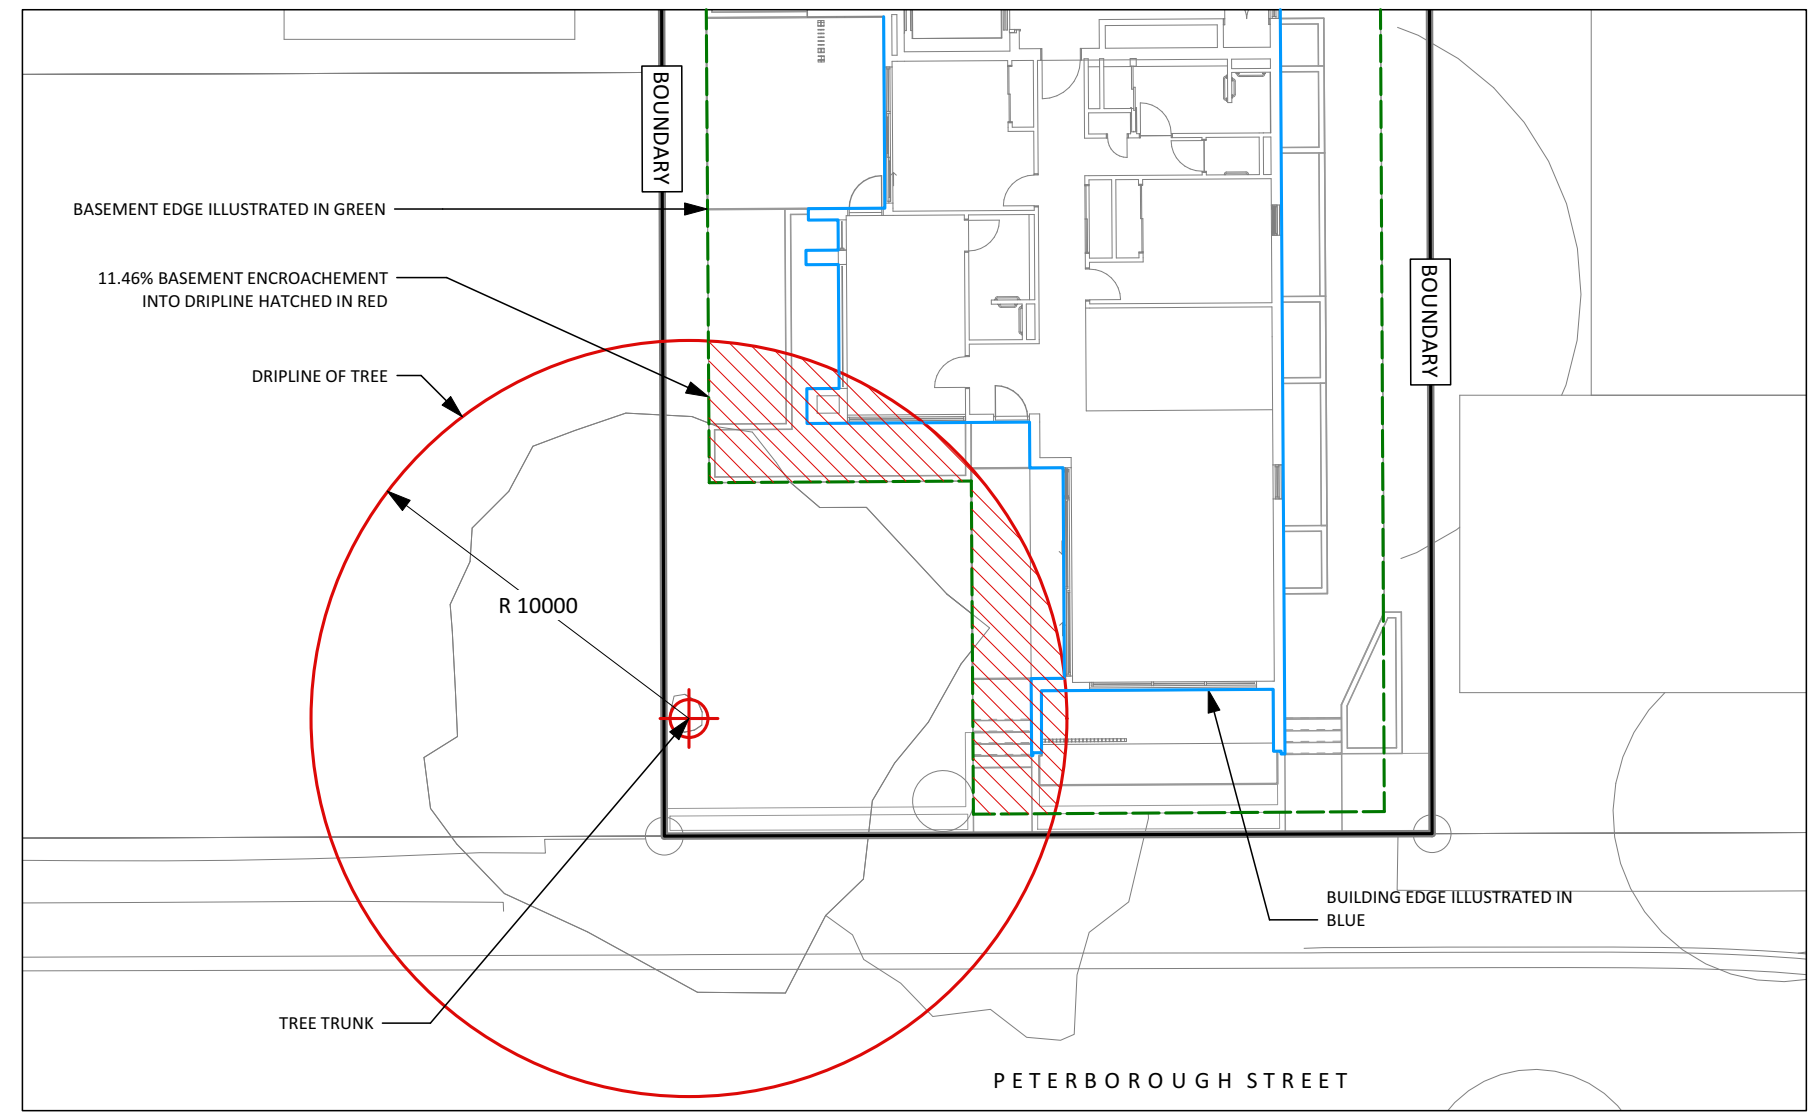 BOUNDARY
BASEMENT EDGE ILLUSTRATED IN GREEN
11.46% BASEMENT ENCROACHEMENT
INTO DRIPLINE HATCHED IN RED
BOUNDARY
DRIPLINE OF TREE
R 10000
BUILDING EDGE ILLUSTRATED IN
BLUE
TREE TRUNK
PETERBOROUGH STREET